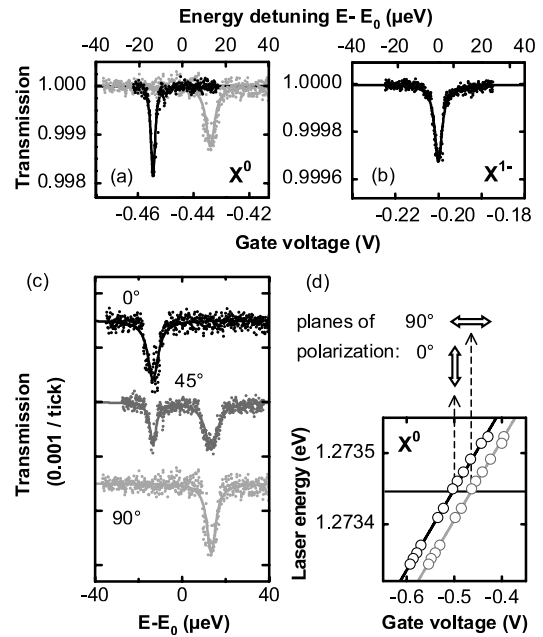 Energy detuning E- E₀ (μeV)
-40 -20 0 20 40 -40 -20 0 20 40
1.0000
0.999
0.998
Transmission
(a)
X⁰
1.0000
0.9998
0.9996
(b)
X¹⁻
-0.46 -0.44 -0.42
-0.22 -0.20 -0.18
Gate voltage (V)
(c)
0°
45°
90°
Transmission
(0.001 / tick)
-40 0 40
E-E₀ (μeV)
(d)
planes of 90°
polarization: 0°
X⁰
Laser energy (eV)
1.2735
1.2734
-0.6 -0.5 -0.4
Gate voltage (V)